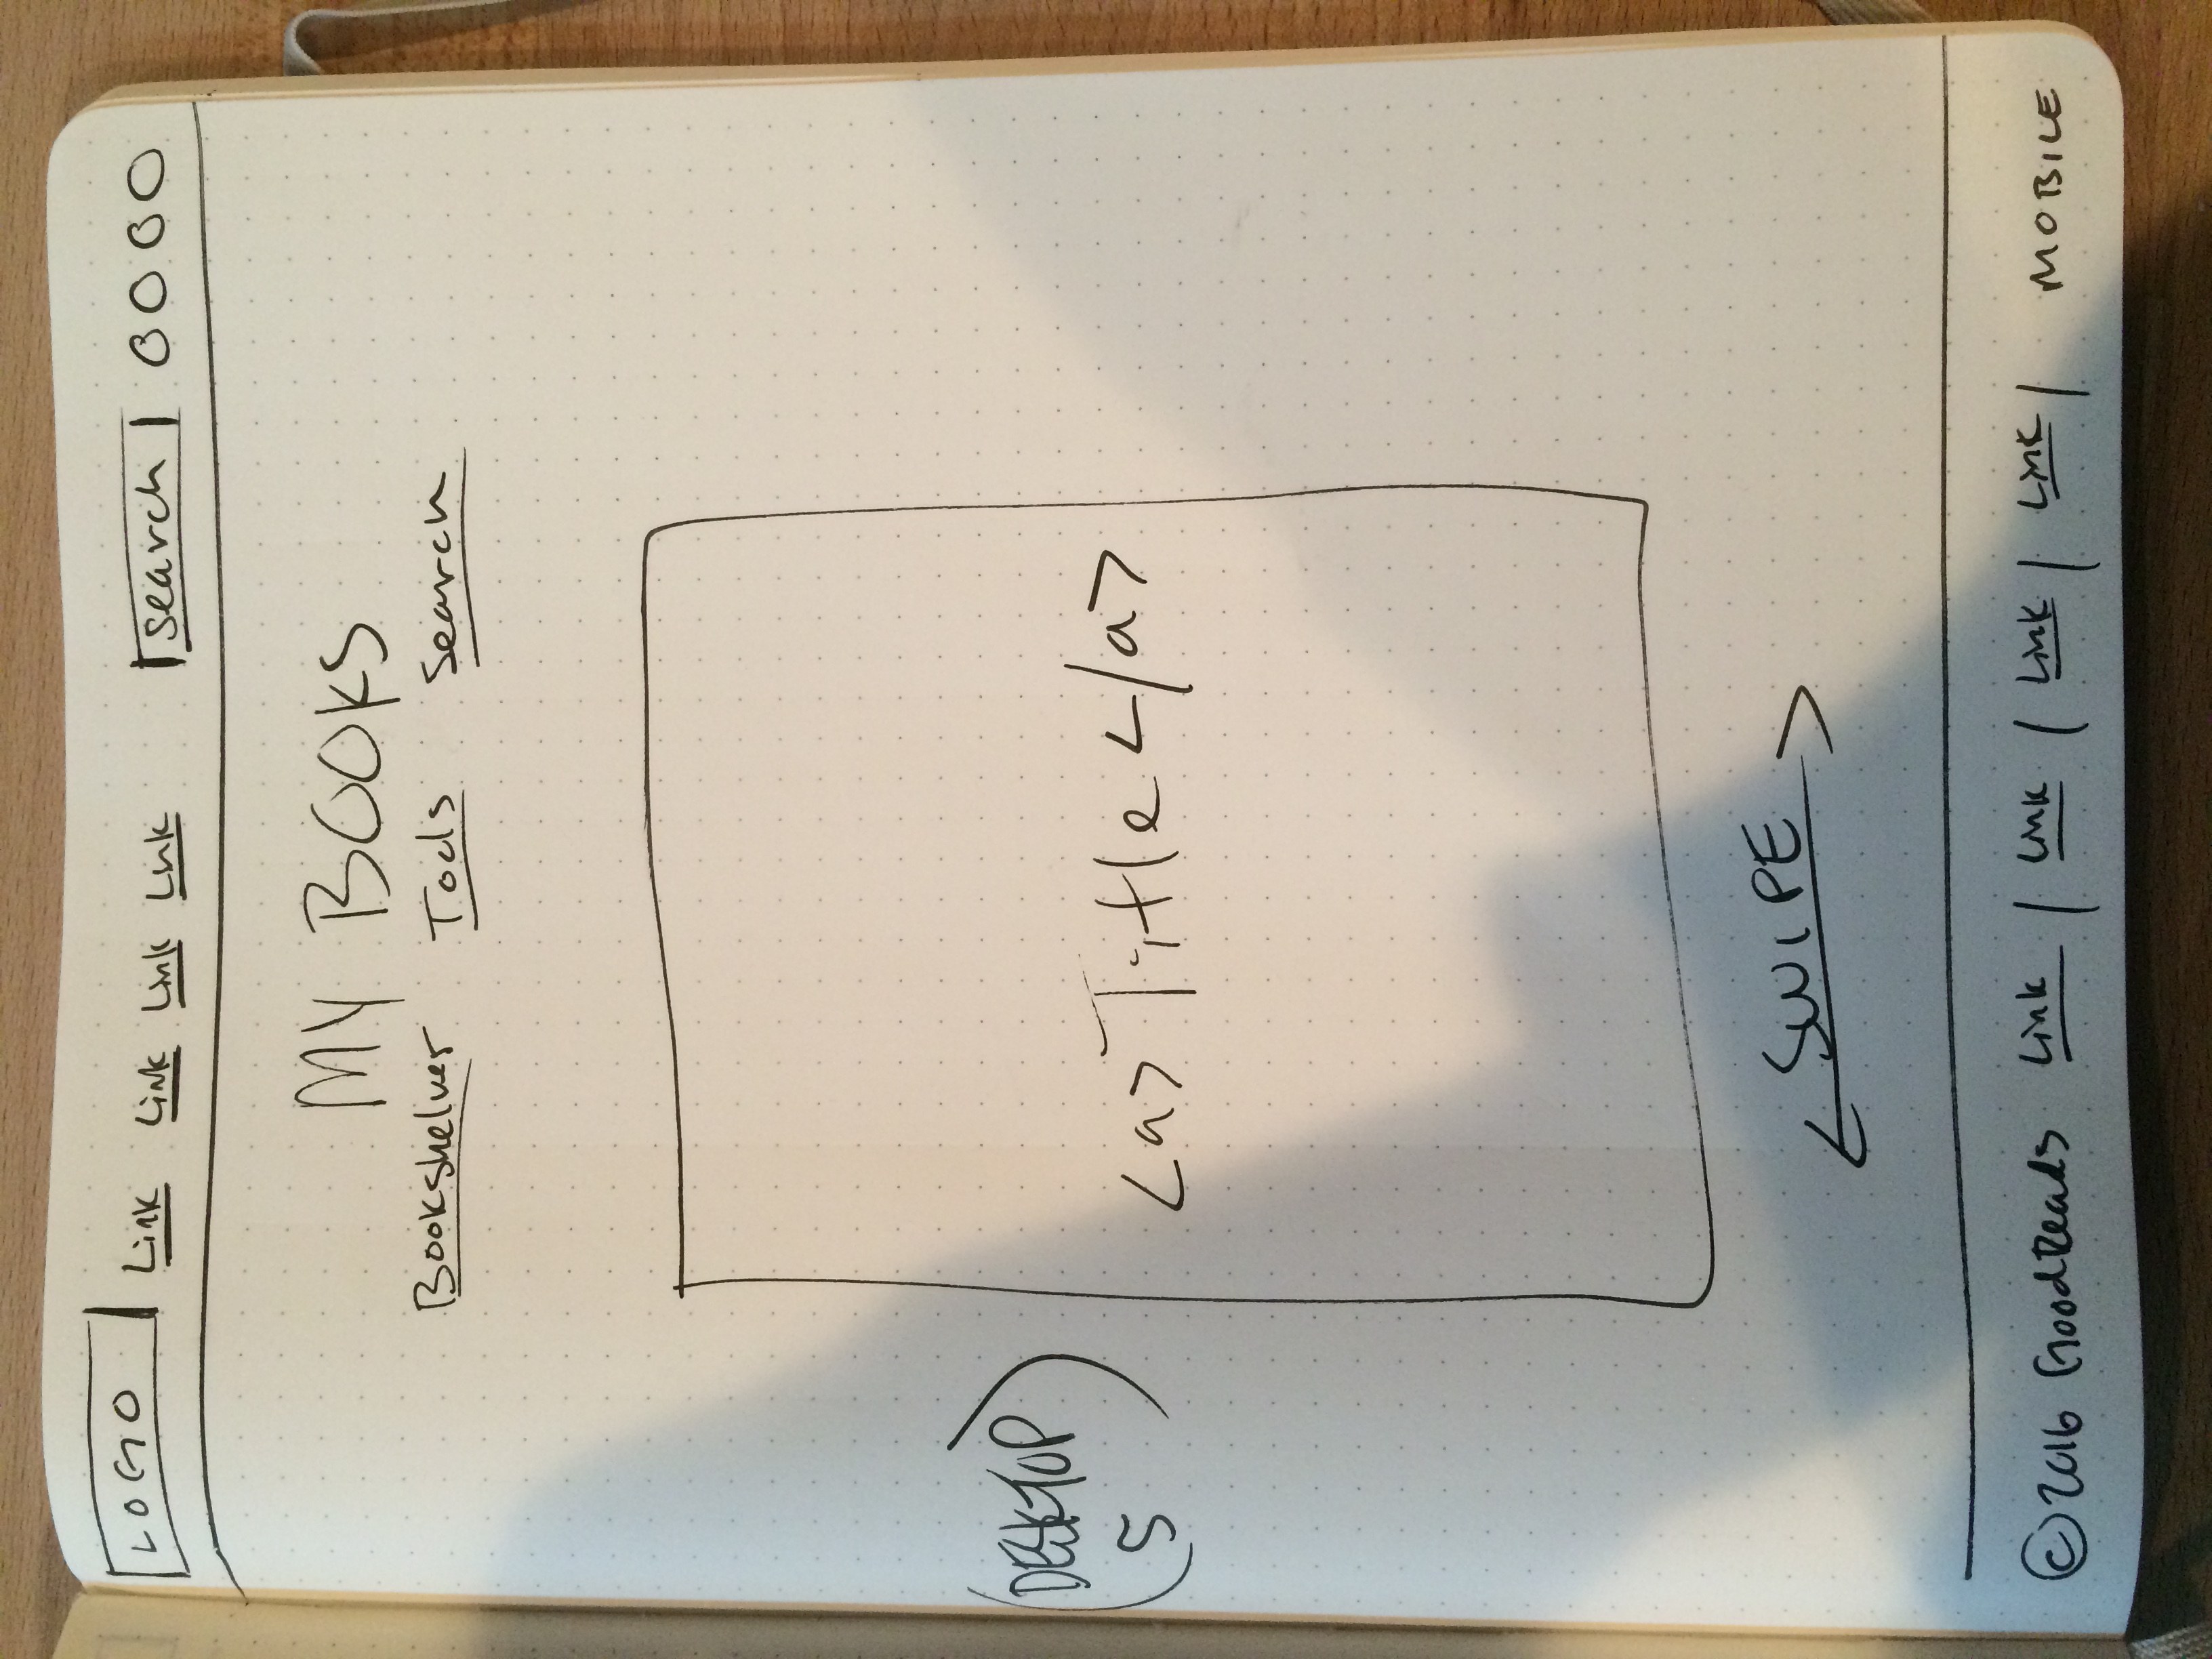 LOGO Link Link Link Link search
MY BOOKS
Bookshelves Tools Search
(DESKTOP
5)
<a>Title</a>
SWIPE
© 2016 GoodReads Link | Link | Link | Link | MOBILE